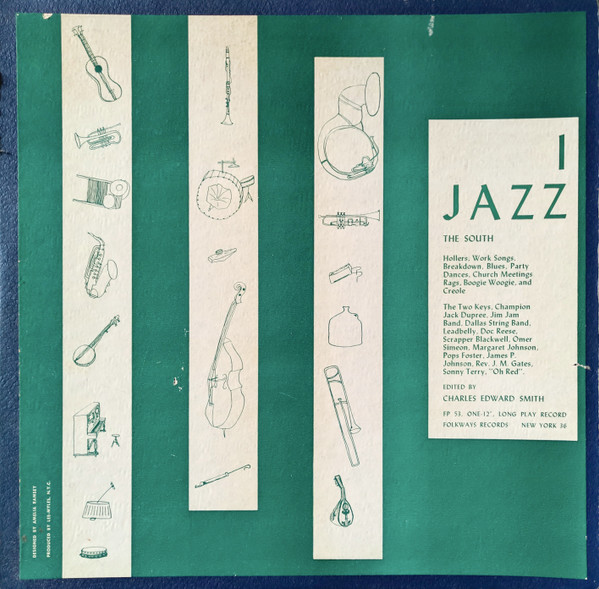 1
JAZZ
THE SOUTH
Hollers, Work Songs,
Breakdown, Blues, Party
Dances, Church Meetings
Rags, Boogie Woogie, and
Creole
The Two Keys, Champion
Jack Dupree, Jim Jam
Band, Dallas String Band,
Leadbelly, Doc Reese,
Scrapper Blackwell, Omer
Simeon, Margaret Johnson,
Pops Foster, James P.
Johnson, Rev. J. M. Gates,
Sonny Terry, "Oh Red".
EDITED BY
CHARLES EDWARD SMITH
FP 53. ONE-12", LONG PLAY RECORD
FOLKWAYS RECORDS NEW YORK 36
DESIGNED BY AMELIA RAMSEY
PRODUCED BY LEE-MYLES, N.Y.C.